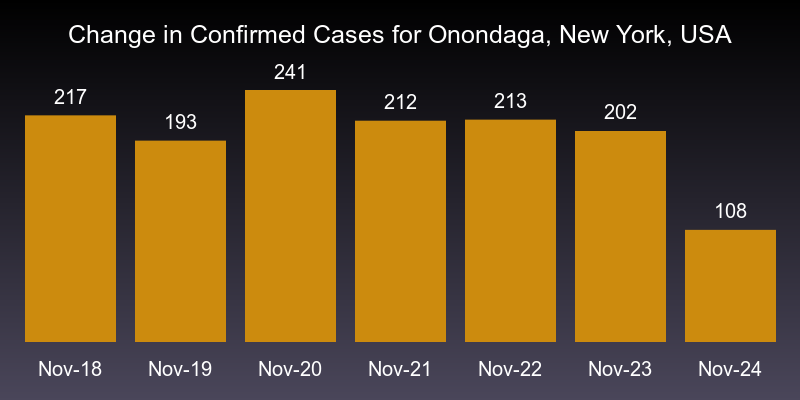 Change in Confirmed Cases for Onondaga, New York, USA
217
193
241
212
213
202
108
Nov-18
Nov-19
Nov-20
Nov-21
Nov-22
Nov-23
Nov-24